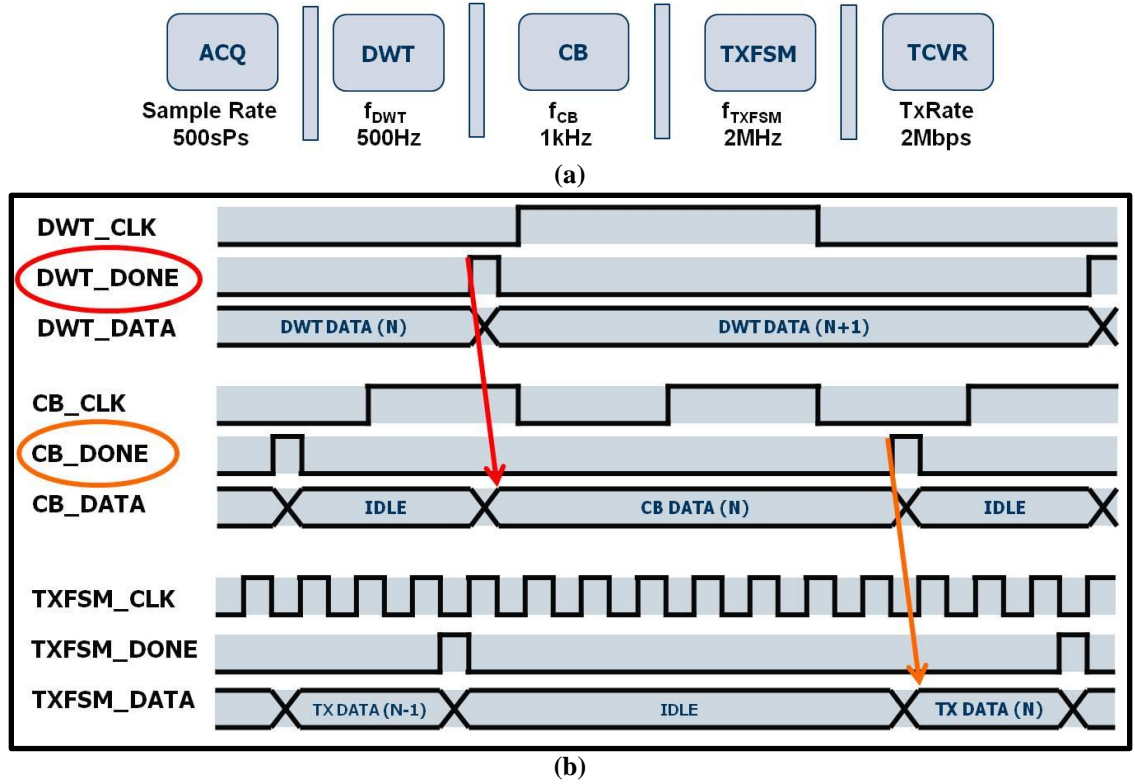 ACQ DWT CB TXFSM TCVR
Sample Rate fDWT fCB fTXFSM TxRate
500sPs 500Hz 1kHz 2MHz 2Mbps
(a)
DWT_CLK
DWT_DONE
DWT_DATA DWT DATA (N) DWT DATA (N+1)
CB_CLK
CB_DONE
CB_DATA IDLE CB DATA (N) IDLE
TXFSM_CLK
TXFSM_DONE
TXFSM_DATA TX DATA (N-1) IDLE TX DATA (N)
(b)